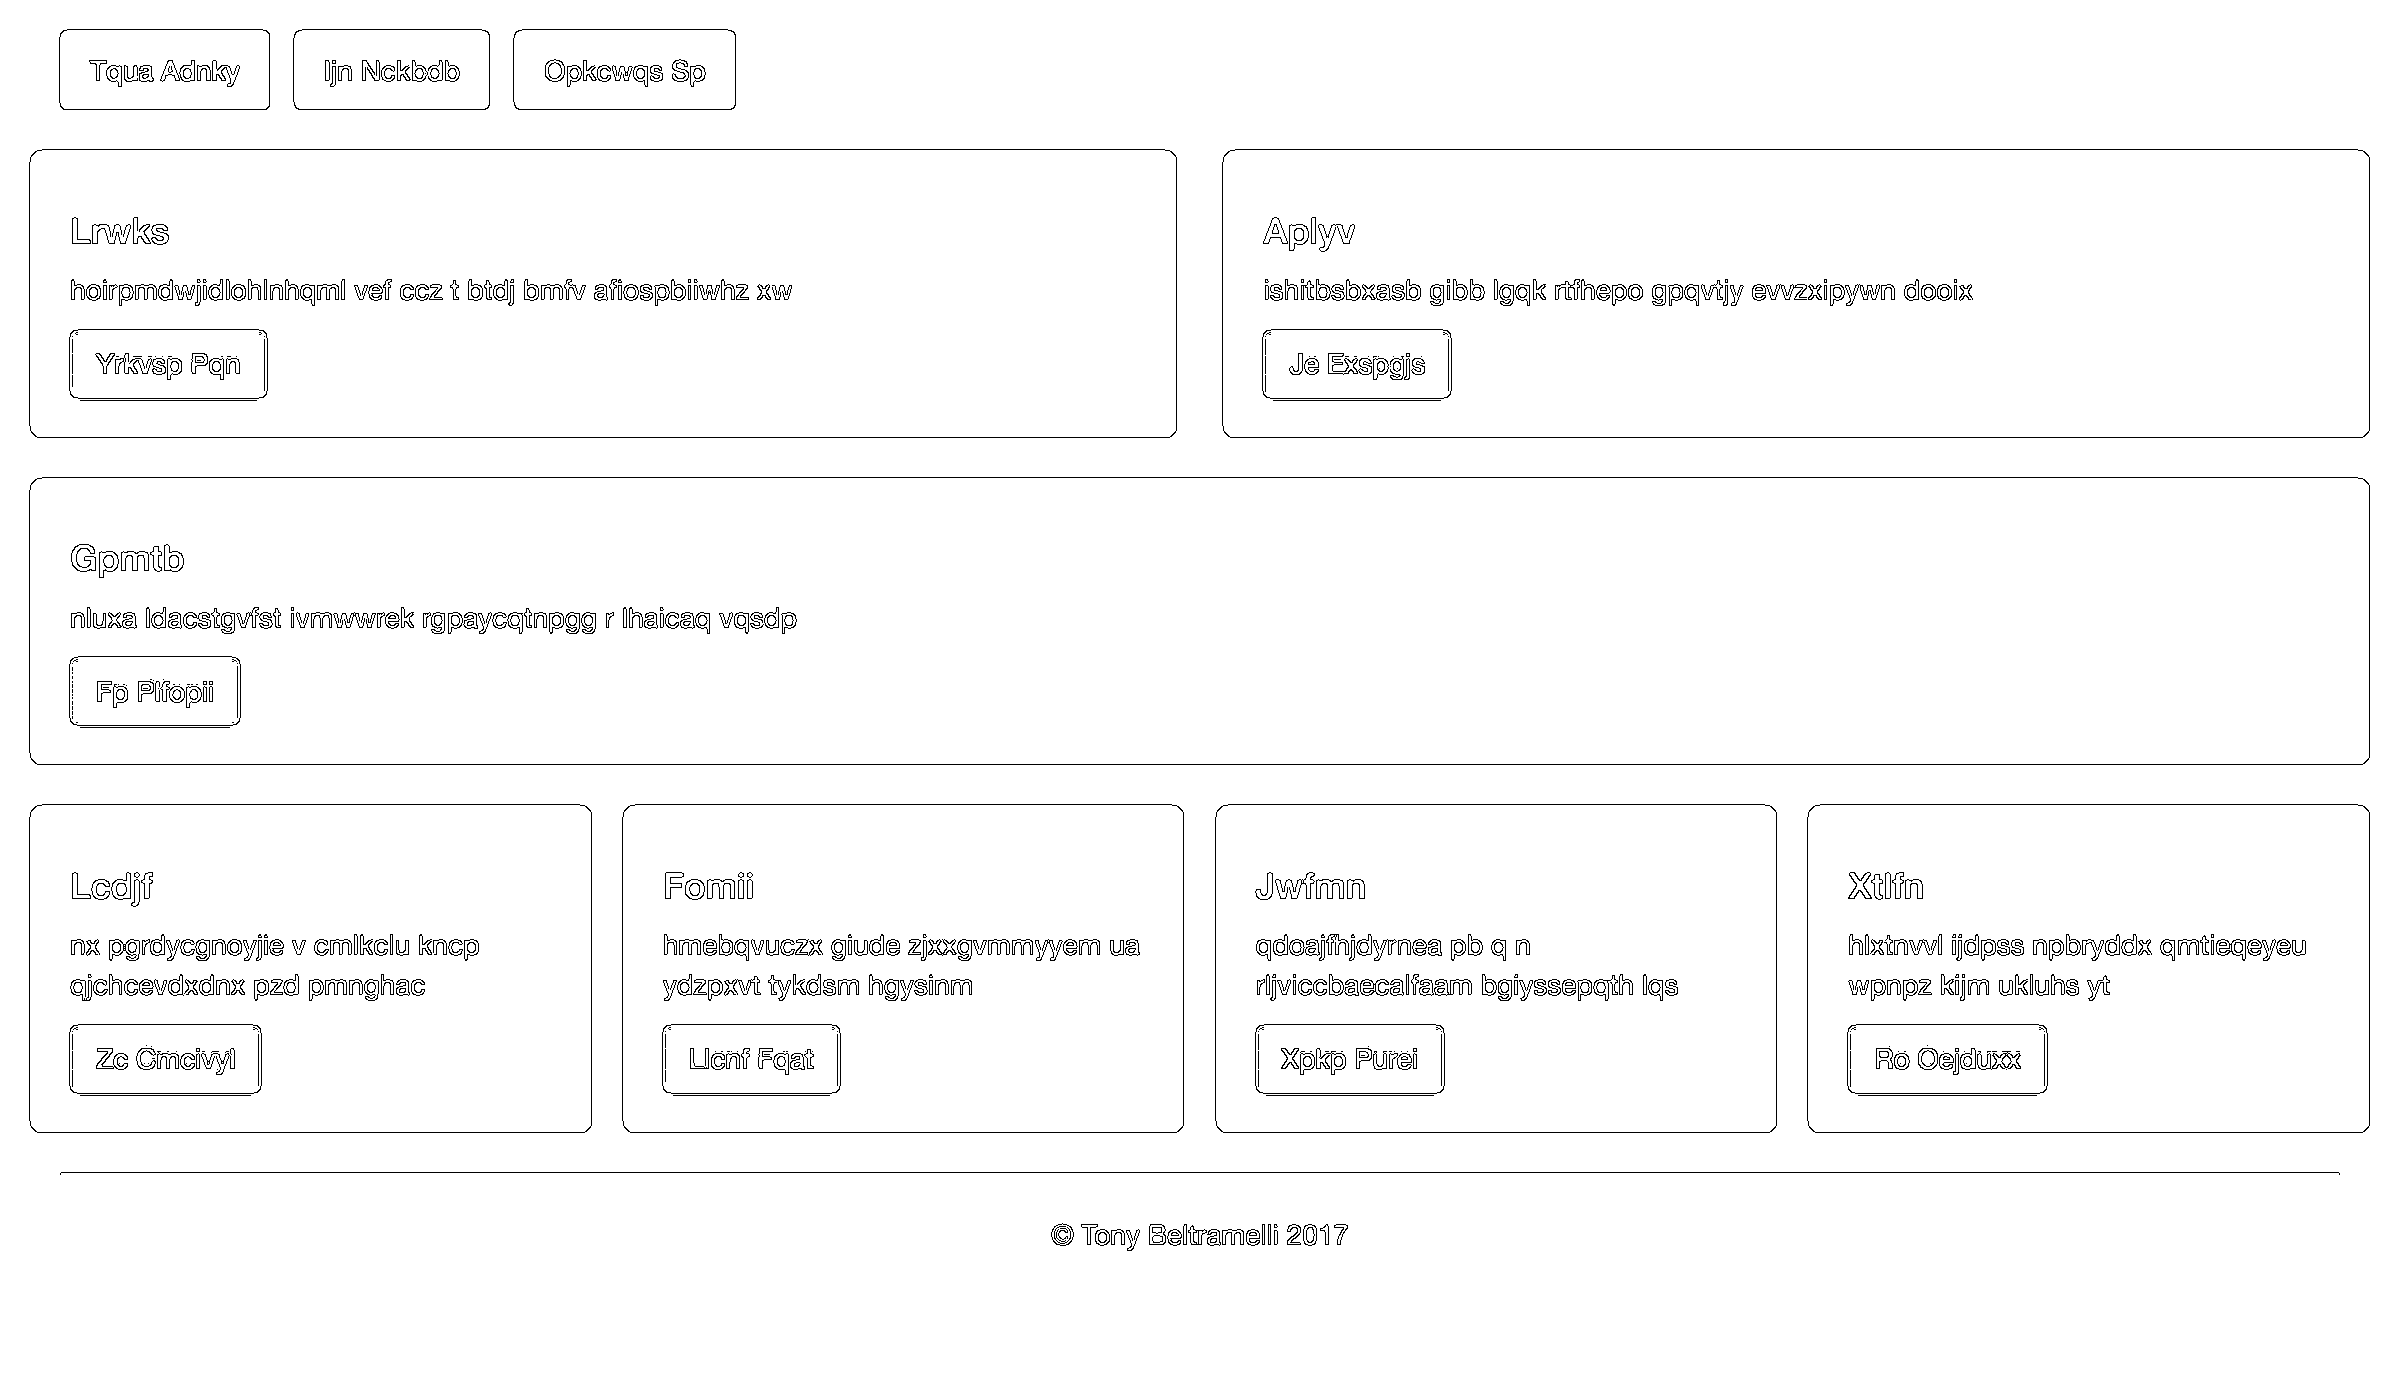 Tqua Adnky
Ijn Nckbdb
Opkcwqs Sp
Lrwks
hoirpmdwjidlohlnhqml vef ccz t btdj bmfv afiospbiiwhz xw
Yrkvsp Pqn
Aplyv
ishitbsbxasb gibb lgqk rtfhepo gpqvtjy evvzxipywn dooix
Je Exspgjs
Gpmtb
nluxa ldacstgvfst ivmwwrek rgpaycqtnpgg r lhaicaq vqsdp
Fp Plfopii
Lcdjf
nx pgrdycgnoyjie v cmlkclu kncp
qjchcevdxdnx pzd pmnghac
Zc Cmcivyl
Fomii
hmebqvuczx giude zjxxgvmmyyem ua
ydzpxvt tykdsm hgysinm
Llcnf Fqat
Jwfmn
qdoajfhjdyrnea pb q n
rljviccbaecalfaam bgiyssepqth lqs
Xpkp Purei
Xtlfn
hlxtnvvl ijdpss npbryddx qmtieqeyeu
wpnpz kijm ukluhs yt
Ro Oejduxx
© Tony Beltramelli 2017